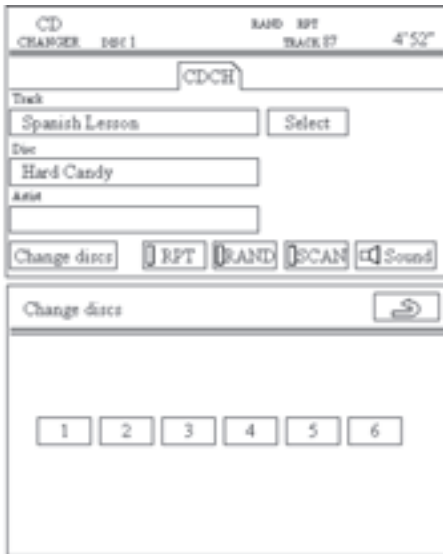 CD RAND RPT
CHANGER DISC 1 TRACK 87 4'52"
CDCH
Track
Spanish Lesson Select
Disc
Hard Candy
Artist
Change discs RPT RAND SCAN Sound
Change discs
1 2 3 4 5 6